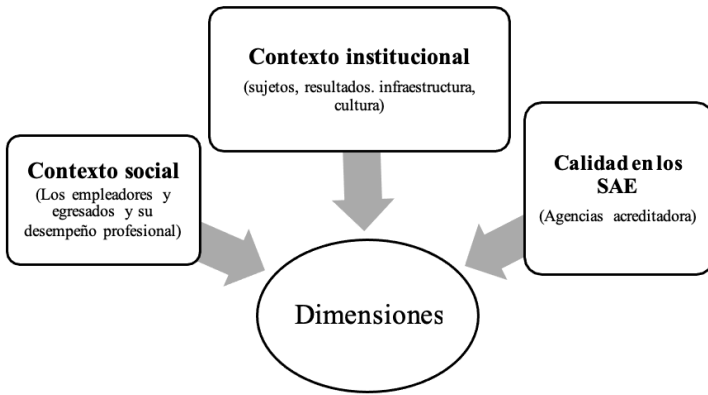 Contexto institucional
(sujetos, resultados. infraestructura,
cultura)
Contexto social
(Los empleadores y
egresados y su
desempeño profesional)
Calidad en los
SAE
(Agencias acreditadora)
Dimensiones